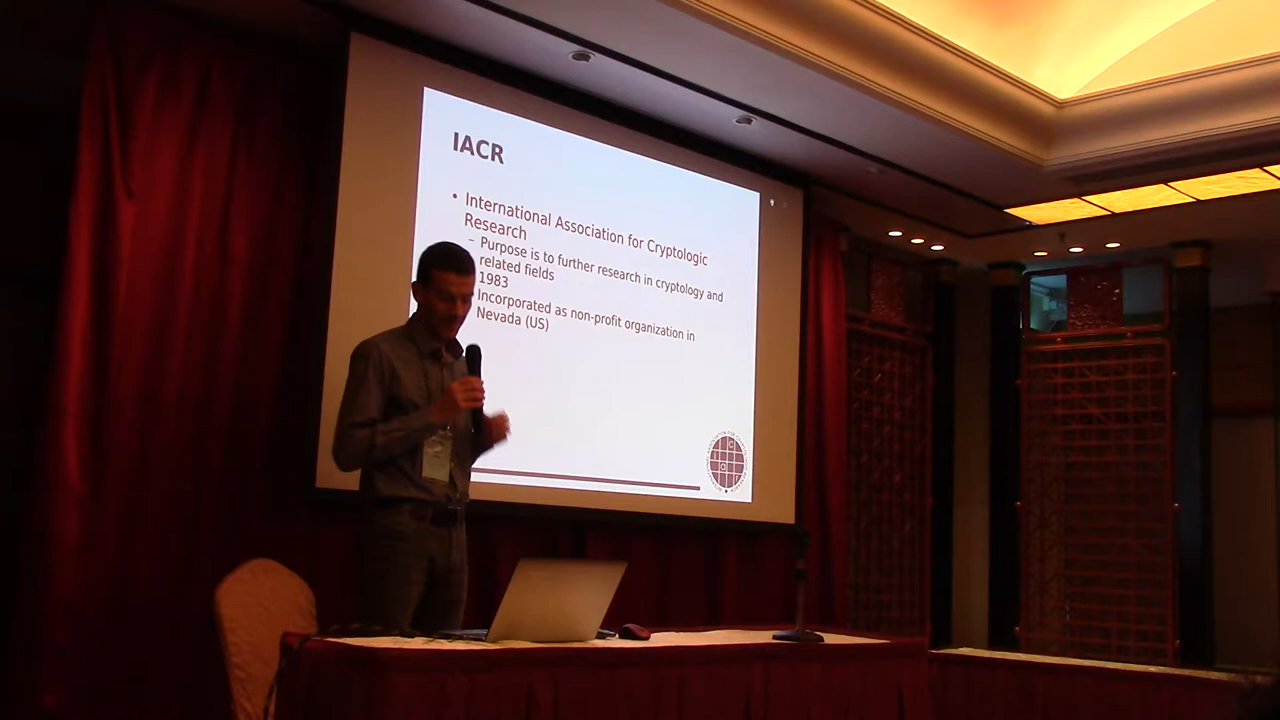 IACR
• International Association for Cryptologic
Research
– Purpose is to further research in cryptology and
related fields
1983
Incorporated as non-profit organization in
Nevada (US)